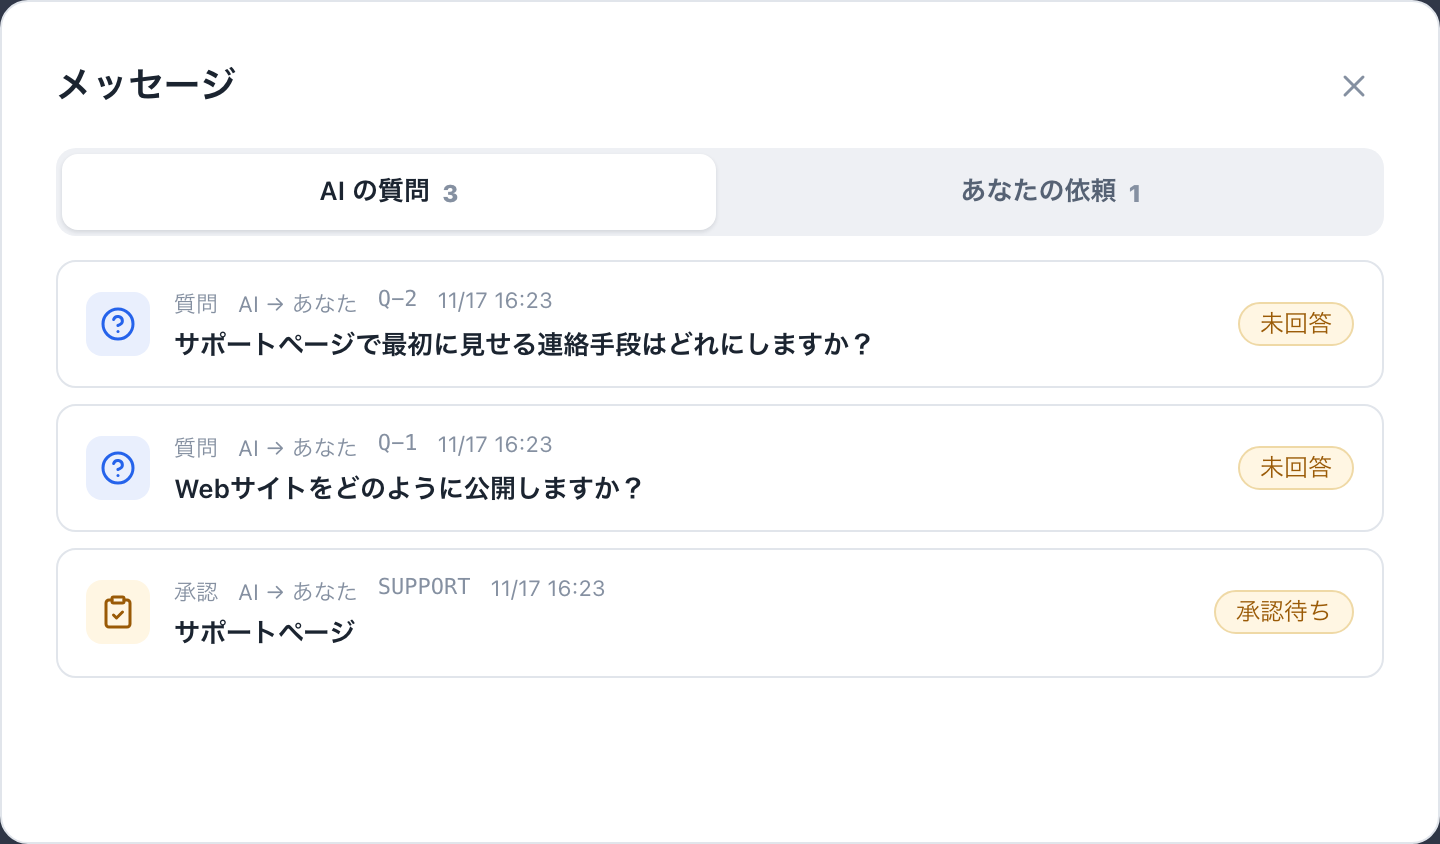 メッセージ
AI の質問 3
あなたの依頼 1
質問 AI → あなた Q−2 11/17 16:23
サポートページで最初に見せる連絡手段はどれにしますか？
未回答
質問 AI → あなた Q−1 11/17 16:23
Webサイトをどのように公開しますか？
未回答
承認 AI → あなた SUPPORT 11/17 16:23
サポートページ
承認待ち